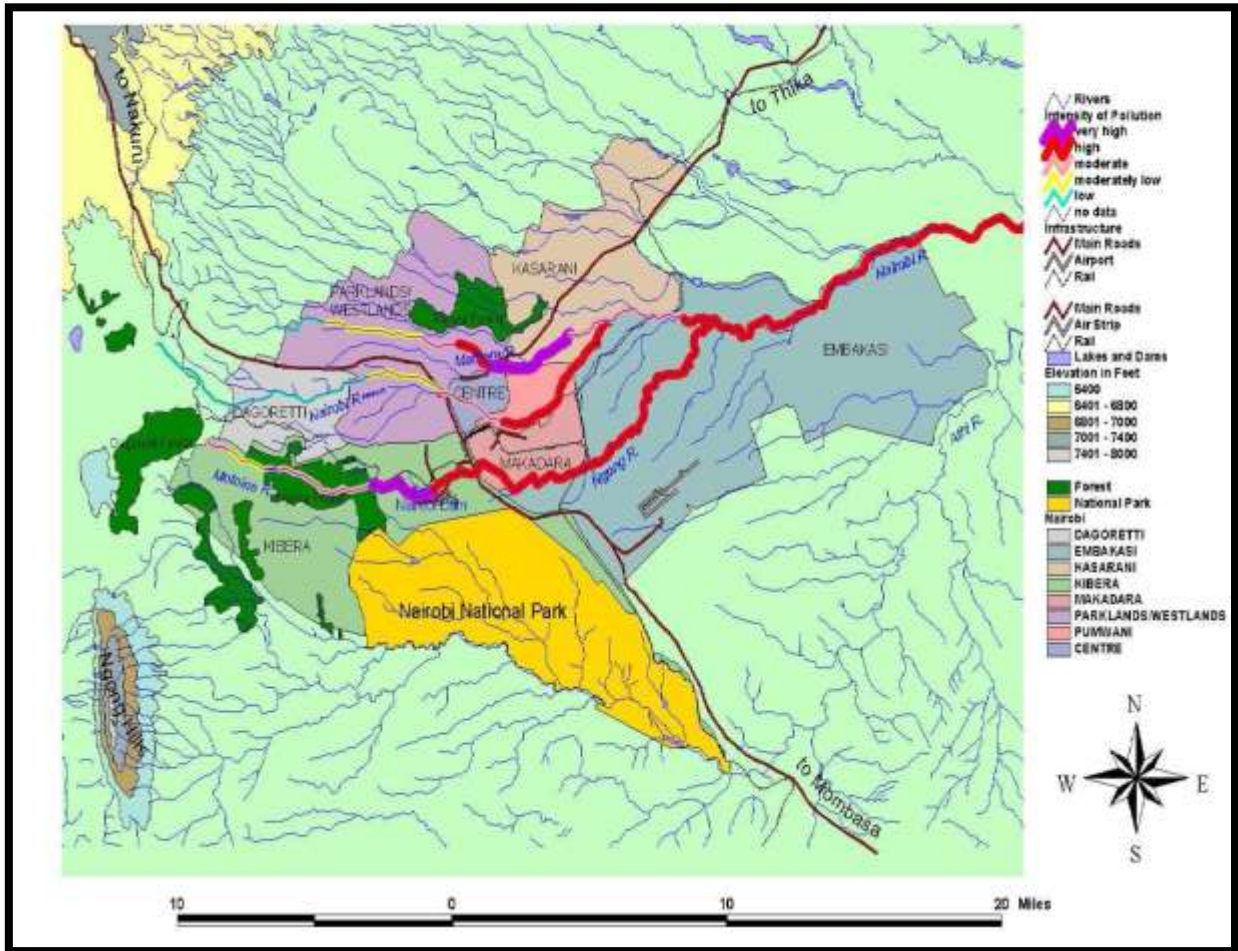 to Nakuru
to Thika
KASARANI
PARKLANDS/
WESTLANDS
Nairobi R.
EMBAKASI
CENTRE
DAGORETTI
Nairobi R.
Athi R.
MAKADARA
Ngong R.
Motoine R.
Nairobi Dam
KIBERA
Nairobi National Park
Ngong Hills
to Mombasa
Rivers
Intensity of Pollution
very high
high
moderate
moderately low
low
no data
Infrastructure
Main Roads
Airport
Rail
Main Roads
Air Strip
Rail
Lakes and Dams
Elevation in Feet
6400
6401 - 6800
6801 - 7000
7001 - 7400
7401 - 8000
Forest
National Park
Nairobi
DAGORETTI
EMBAKASI
KASARANI
KIBERA
MAKADARA
PARKLANDS/WESTLANDS
PUMWANI
CENTRE
N
W
E
S
10
0
10
20 Miles